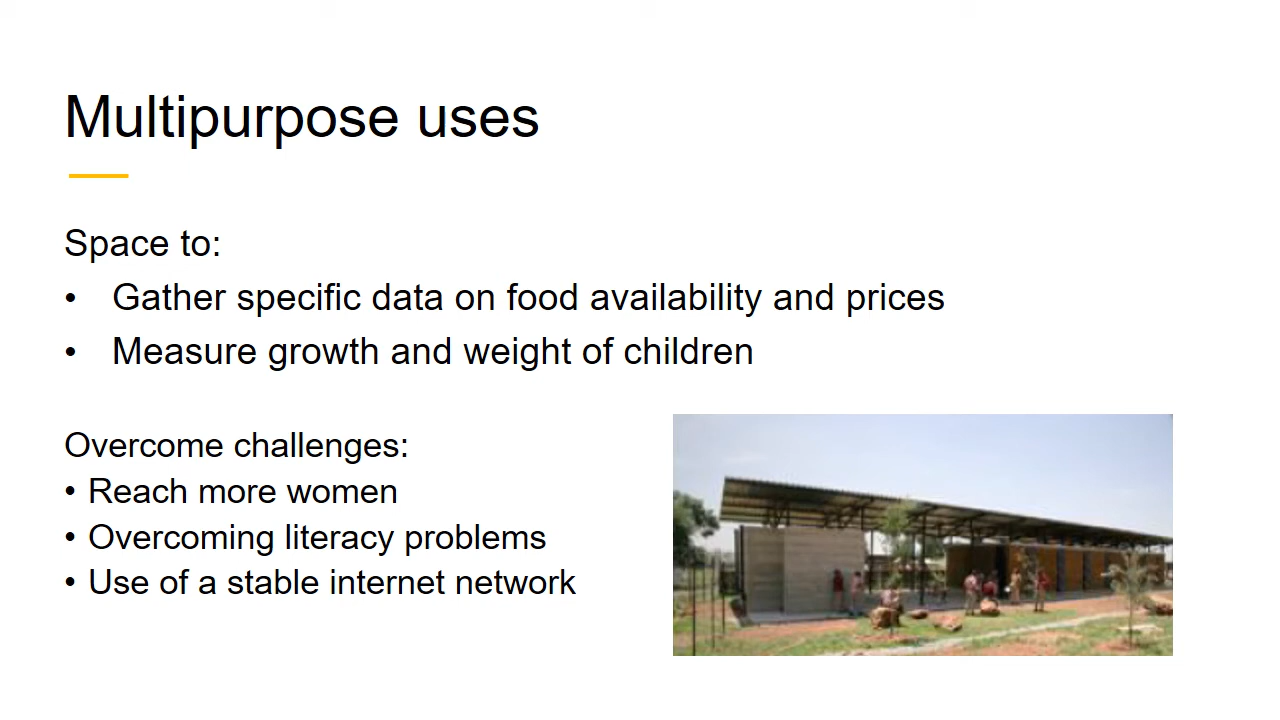 Multipurpose uses
Space to:
• Gather specific data on food availability and prices
• Measure growth and weight of children
Overcome challenges:
• Reach more women
• Overcoming literacy problems
• Use of a stable internet network